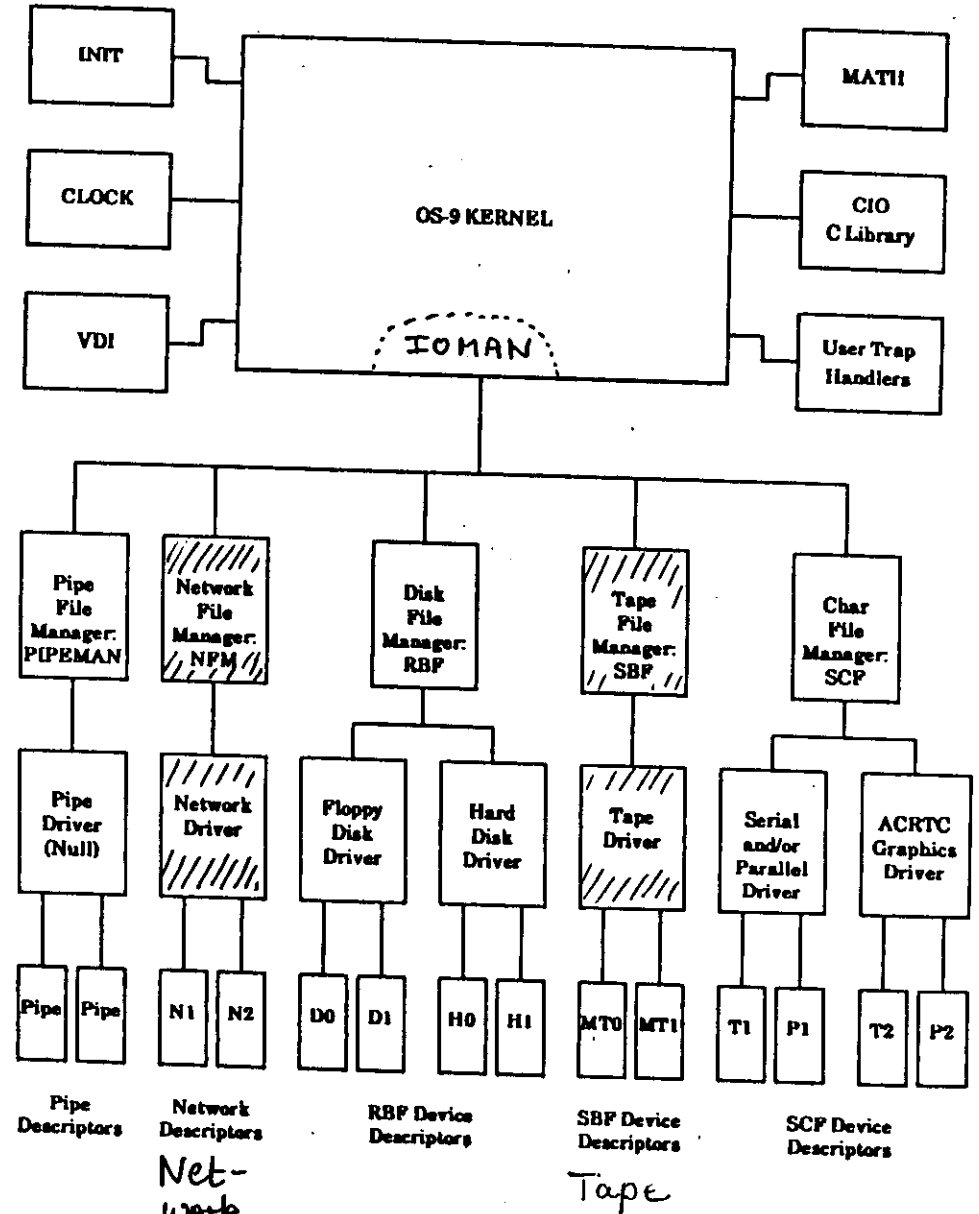 INIT
MATH
CLOCK
OS-9 KERNEL
CIO
C Library
VDI
IOMAN
User Trap
Handlers
Pipe
File
Manager:
PIPEMAN
Network
File
Manager:
NFM
Disk
File
Manager:
RBF
Tape
File
Manager:
SBF
Char
File
Manager:
SCF
Pipe
Driver
(Null)
Network
Driver
Floppy
Disk
Driver
Hard
Disk
Driver
Tape
Driver
Serial
and/or
Parallel
Driver
ACRTC
Graphics
Driver
Pipe
Pipe
N1
N2
D0
D1
H0
H1
MT0
MT1
T1
P1
T2
P2
Pipe
Descriptors
Network
Descriptors
RBF Device
Descriptors
SBF Device
Descriptors
SCF Device
Descriptors
Net-
work
Tape